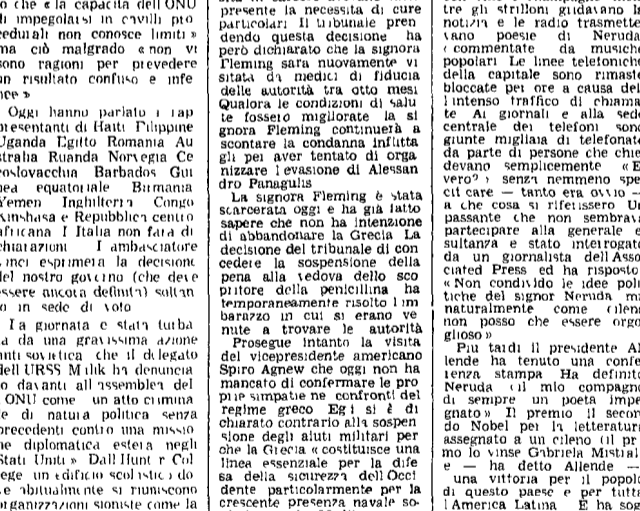 o che « la capacità dell ONU
di impegolarsi in cavilli pro
cedurali non conosce limiti »
ma ciò malgrado « non vi
sono ragioni per prevedere
un risultato confuso e infe
ice »
Oggi hanno parlato i rap
presentanti di Haiti Filippine
Uganda Egitto Romania Au
stralia Ruanda Norvegia Ce
coslovacchia Barbados Gui
nea equatoriale Birmania
Yemen Inghilterra Congo
Kinshasa e Repubblica centro
africana I Italia non farà di
chiarazioni I ambasciatore
Vinci esprimerà la decisione
del nostro governo (che deve
essere ancora definita) soltan
to in sede di voto
La giornata e stata turba
da una gravissima azione
anti sovietica che il delegato
dell URSS Malik ha denuncia
o davanti all assemblea del
ONU come un atto crimina
e di natura politica senza
precedenti contro una missio
ne diplomatica estera negli
Stati Uniti » Dall Hunter Col
lege un edificio scolastico do
e abitualmente si riuniscono
organizzazioni sioniste come la
presente la necessità di cure
particolari Il tribunale pren
dendo questa decisione ha
però dichiarato che la signora
Fleming sarà nuovamente vi
sitata da medici di fiducia
delle autorità tra otto mesi
Qualora le condizioni di salu
te fossero migliorate la si
gnora Fleming continuerà a
scontare la condanna inflitta
gli per aver tentato di orga
nizzare l evasione di Alessan
dro Panagulis
La signora Fleming è stata
scarcerata oggi e ha già fatto
sapere che non ha intenzione
di abbandonare la Grecia La
decisione del tribunale di con
cedere la sospensione della
pena alla vedova dello sco
pritore della penicillina ha
temporaneamente risolto l im
barazzo in cui si erano ve
nute a trovare le autorità
Prosegue intanto la visita
del vicepresidente americano
Spiro Agnew che oggi non ha
mancato di confermare le pro
prie simpatie ne confronti del
regime greco Egli si è di
chiarato contrario alla sospen
sione degli aiuti militari per
che la Grecia « costituisce una
linea essenziale per la dife
sa della sicurezza dell Occi
dente particolarmente per la
crescente presenza navale so-
tre gli strilloni gridavano la
notizia e le radio trasmette
vano poesie di Neruda
commentate da musiche
popolari Le linee telefoniche
della capitale sono rimaste
bloccate per ore a causa del
l intenso traffico di chiama
te Ai giornali e alla sede
centrale dei telefoni sono
giunte migliaia di telefonate
da parte di persone che chie
devano semplicemente « E
vero? » senza nemmeno spe
cificare — tanto era ovvio —
a che cosa si riferissero Un
passante che non sembrava
partecipare alla generale e
sultanza e stato interrogato
da un giornalista dell Asso
ciated Press ed ha risposto
« Non condivido le idee poli
tiche del signor Neruda ma
naturalmente come cileno
non posso che essere orgo
glioso »
Più tardi il presidente Al
lende ha tenuto una confe
renza stampa Ha definito
Neruda « il mio compagno
di sempre un poeta impe
gnato » Il premio il secon
do Nobel per la letteratura
assegnato a un cileno (il pri
mo lo vinse Gabriela Mistral
e — ha detto Allende —
una vittoria per il popolo
di questo paese e per tutta
l America Latina E ha sog